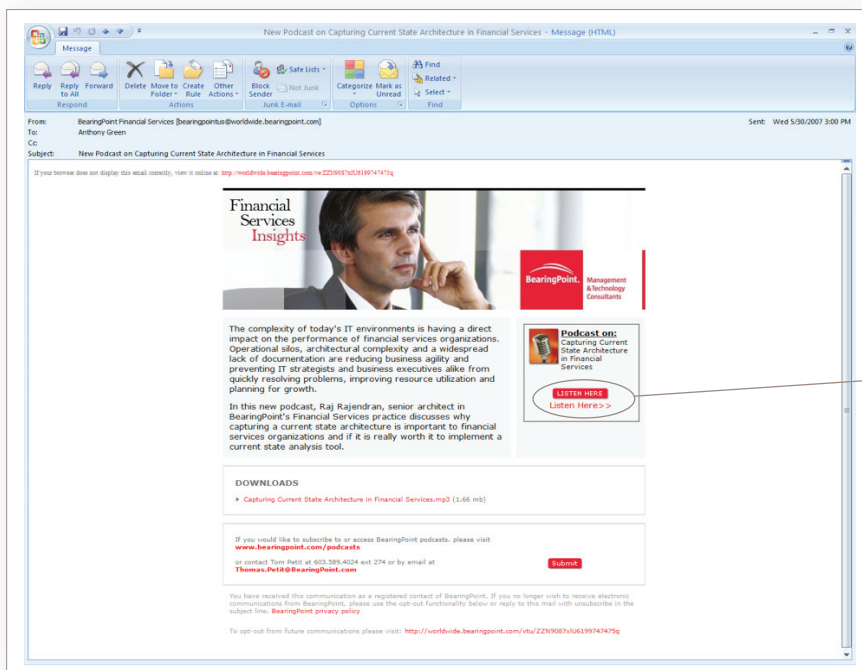 New Podcast on Capturing Current State Architecture in Financial Services - Message (HTML)
Message
Reply
Reply to All
Forward
Delete
Move to Folder
Create Rule
Other Actions
Block Sender
Safe Lists
Not Junk
Categorize
Mark as Unread
Find
Related
Select
Respond
Actions
Junk E-mail
Options
Find
From: BearingPoint Financial Services [bearingpointus@worldwide.bearingpoint.com]
Sent: Wed 5/30/2007 3:00 PM
To: Anthony Green
Cc:
Subject: New Podcast on Capturing Current State Architecture in Financial Services
If your browser does not display this email correctly, view it online at: http://worldwide.bearingpoint.com/ve/ZZN9087xlU6199747475q
Financial
Services
Insights
BearingPoint.
Management
&Technology
Consultants
The complexity of today's IT environments is having a direct
impact on the performance of financial services organizations.
Operational silos, architectural complexity and a widespread
lack of documentation are reducing business agility and
preventing IT strategists and business executives alike from
quickly resolving problems, improving resource utilization and
planning for growth.
In this new podcast, Raj Rajendran, senior architect in
BearingPoint's Financial Services practice discusses why
capturing a current state architecture is important to financial
services organizations and if it is really worth it to implement a
current state analysis tool.
Podcast on:
Capturing Current
State Architecture
in Financial
Services
LISTEN HERE
Listen Here>>
DOWNLOADS
Capturing Current State Architecture in Financial Services.mp3 (1.66 mb)
If you would like to subscribe to or access BearingPoint podcasts. please visit
www.bearingpoint.com/podcasts
or contact Tom Petit at 603.589.4024 ext 274 or by email at
Thomas.Petit@BearingPoint.com
Submit
You have received this communication as a registered contact of BearingPoint. If you no longer wish to receive electronic
communications from BearingPoint, please use the opt-out functionality below or reply to this mail with unsubscribe in the
subject line. BearingPoint privacy policy
To opt-out from future communications please visit: http://worldwide.bearingpoint.com/vtu/ZZN9087xlU6199747475q